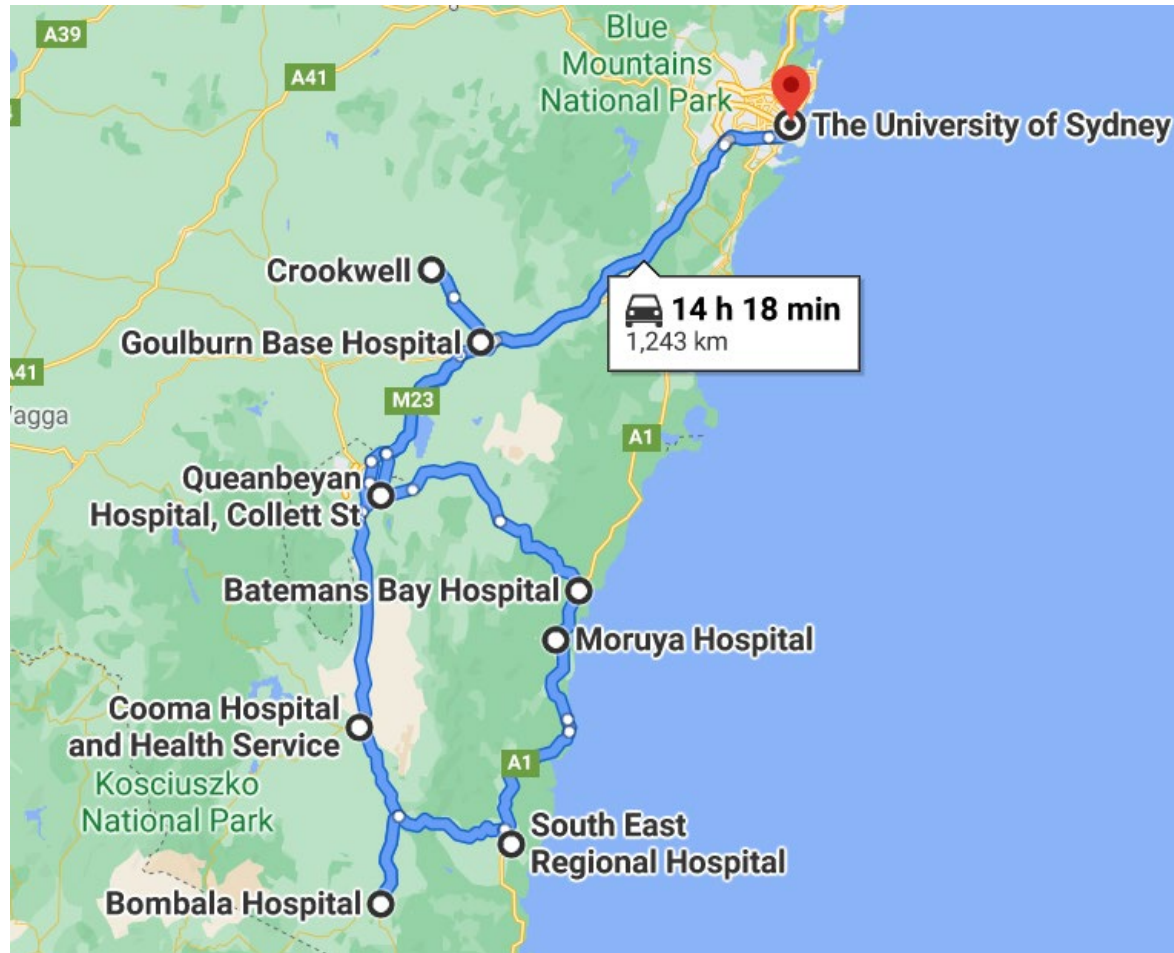 A39
Blue
Mountains
National Park
A41
The University of Sydney
Crookwell
14 h 18 min
1,243 km
Goulburn Base Hospital
A41
M23
agga
A1
Queanbeyan
Hospital, Collett St
Batemans Bay Hospital
Moruya Hospital
Cooma Hospital
and Health Service
A1
Kosciuszko
National Park
South East
Regional Hospital
Bombala Hospital